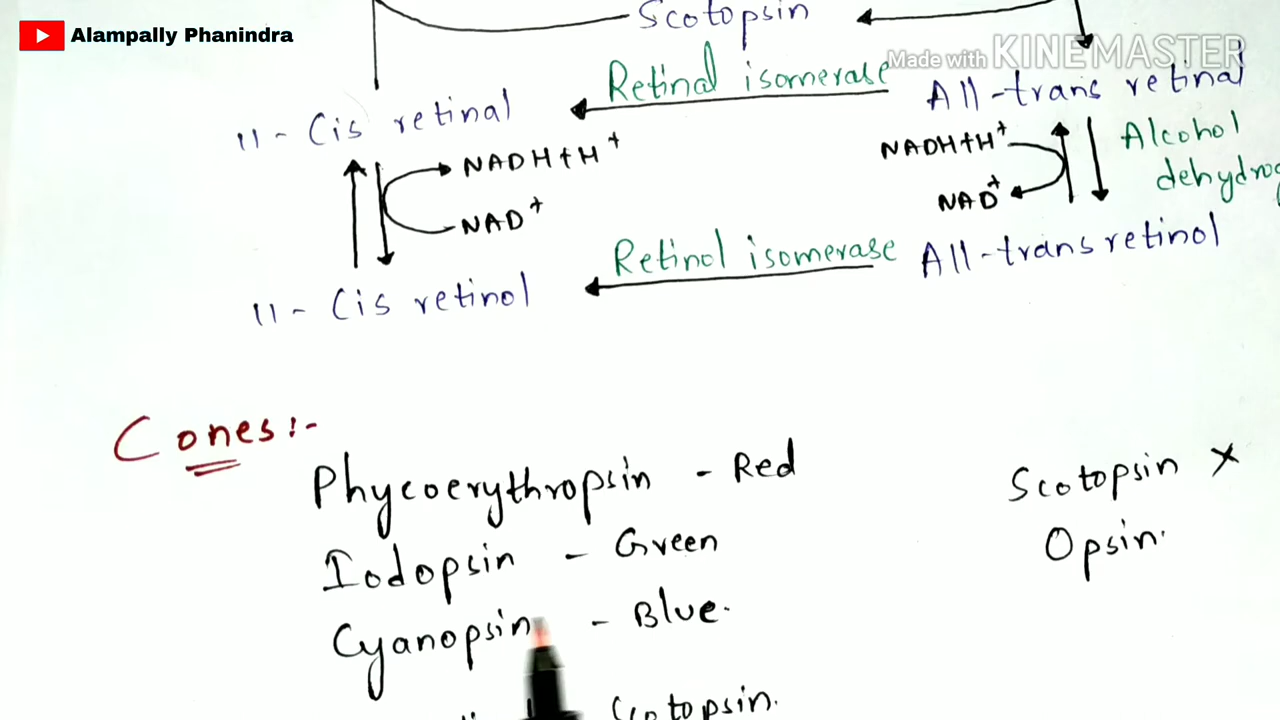 Alampally Phanindra
Scotopsin
Made with KINEMASTER
Retinal isomerase
All-trans retinal
11-Cis retinal
NADH+H+
NAD+
NADH+H+
NAD+
Alcohol
dehydrog
Retinol isomerase
All-trans retinol
11-Cis retinol
Cones:-
Phycoerythropsin - Red
Iodopsin - Green
Cyanopsin - Blue.
Scotopsin ×
Opsin.
Scotopsin.